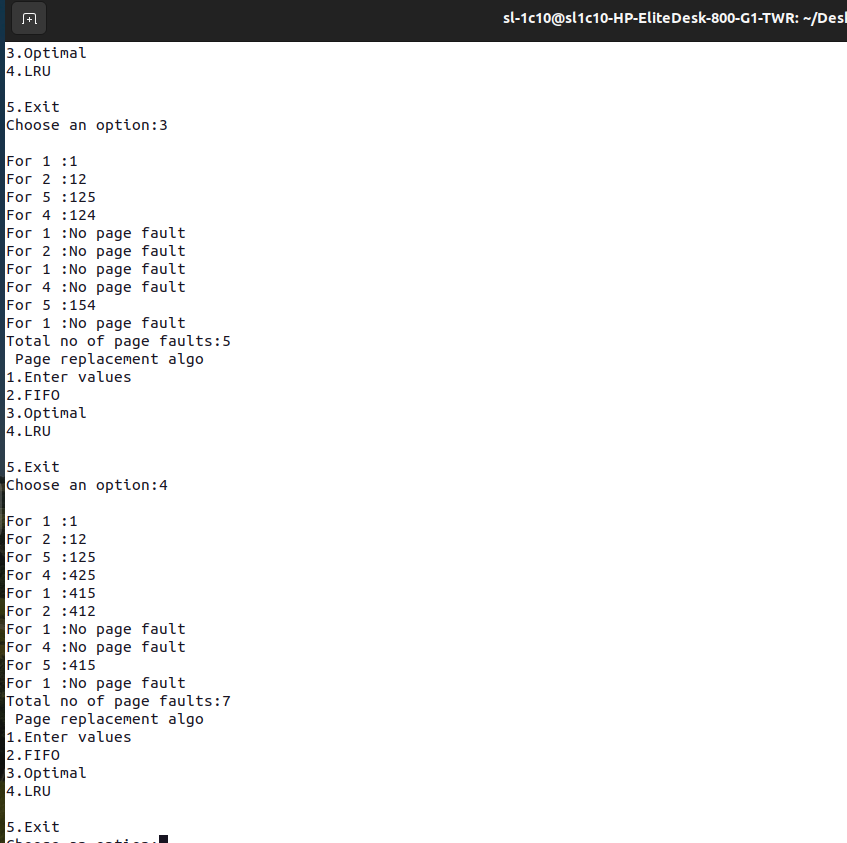 sl-1c10@sl1c10-HP-EliteDesk-800-G1-TWR: ~/Desk
3.Optimal
4.LRU
5.Exit
Choose an option:3
For 1 :1
For 2 :12
For 5 :125
For 4 :124
For 1 :No page fault
For 2 :No page fault
For 1 :No page fault
For 4 :No page fault
For 5 :154
For 1 :No page fault
Total no of page faults:5
Page replacement algo
1.Enter values
2.FIFO
3.Optimal
4.LRU
5.Exit
Choose an option:4
For 1 :1
For 2 :12
For 5 :125
For 4 :425
For 1 :415
For 2 :412
For 1 :No page fault
For 4 :No page fault
For 5 :415
For 1 :No page fault
Total no of page faults:7
Page replacement algo
1.Enter values
2.FIFO
3.Optimal
4.LRU
5.Exit
Choose an option: